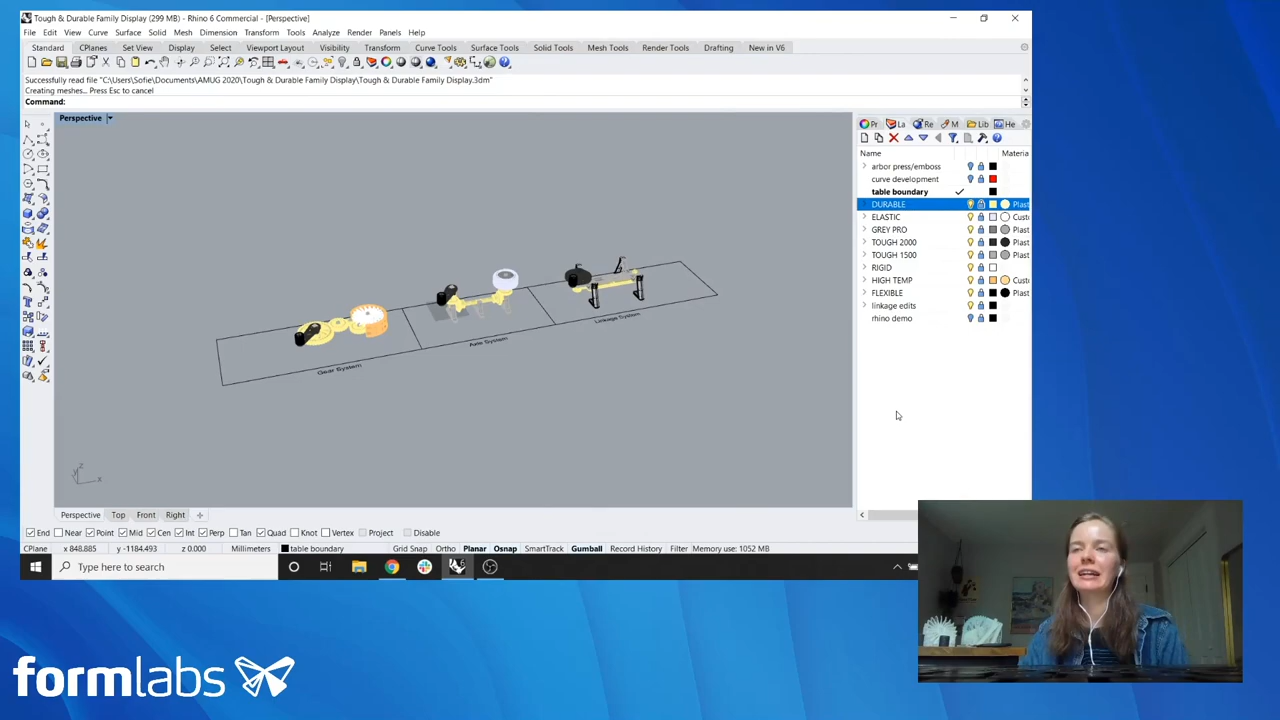 Tough & Durable Family Display (299 MB) - Rhino 6 Commercial - [Perspective]
File Edit View Curve Surface Solid Mesh Dimension Transform Tools Analyze Render Panels Help
Standard CPlanes Set View Display Select Viewport Layout Visibility Transform Curve Tools Surface Tools Solid Tools Mesh Tools Render Tools Drafting New in V6
Successfully read file "C:\Users\Sofie\Documents\AMUG 2020\Tough & Durable Family Display\Tough & Durable Family Display.3dm"
Creating meshes... Press Esc to cancel
Command:
Perspective
Pr La Re M Lib He
Name Materia
arbor press/emboss
curve development
table boundary
DURABLE Plast
ELASTIC Custo
GREY PRO Plast
TOUGH 2000 Plast
TOUGH 1500 Plast
RIGID
HIGH TEMP Custo
FLEXIBLE Plast
linkage edits
rhino demo
Linkage System
Axle System
Gear System
z
y
x
Perspective Top Front Right
End Near Point Mid Cen Int Perp Tan Quad Knot Vertex Project Disable
CPlane x 848.885 y -1184.493 z 0.000 Millimeters table boundary Grid Snap Ortho Planar Osnap SmartTrack Gumball Record History Filter Memory use: 1052 MB
Type here to search
formlabs